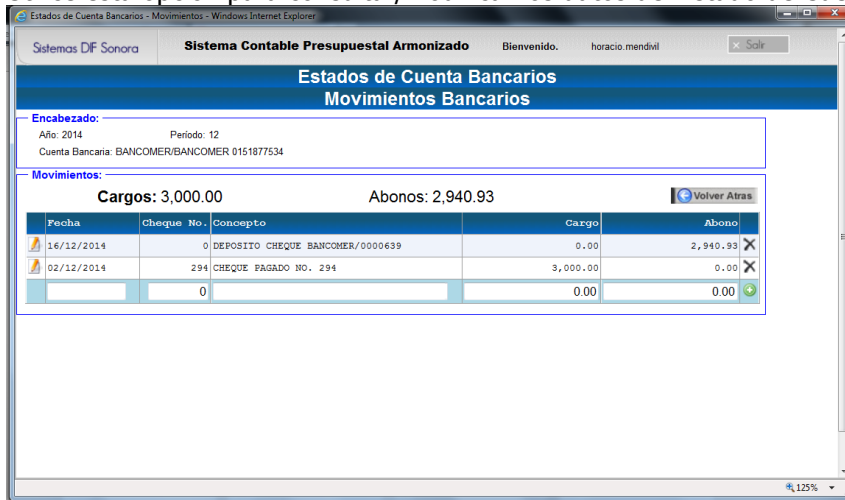 Estados de Cuenta Bancarios - Movimientos - Windows Internet Explorer
Sistemas DIF Sonora Sistema Contable Presupuestal Armonizado Bienvenido. horacio.mendivil × Salir
Estados de Cuenta Bancarios
Movimientos Bancarios
Encabezado:
Año: 2014 Período: 12
Cuenta Bancaria: BANCOMER/BANCOMER 0151877534
Movimientos:
Cargos: 3,000.00 Abonos: 2,940.93 Volver Atras
Fecha Cheque No. Concepto Cargo Abono
16/12/2014 0 DEPOSITO CHEQUE BANCOMER/0000639 0.00 2,940.93
02/12/2014 294 CHEQUE PAGADO NO. 294 3,000.00 0.00
0 0.00 0.00
125%